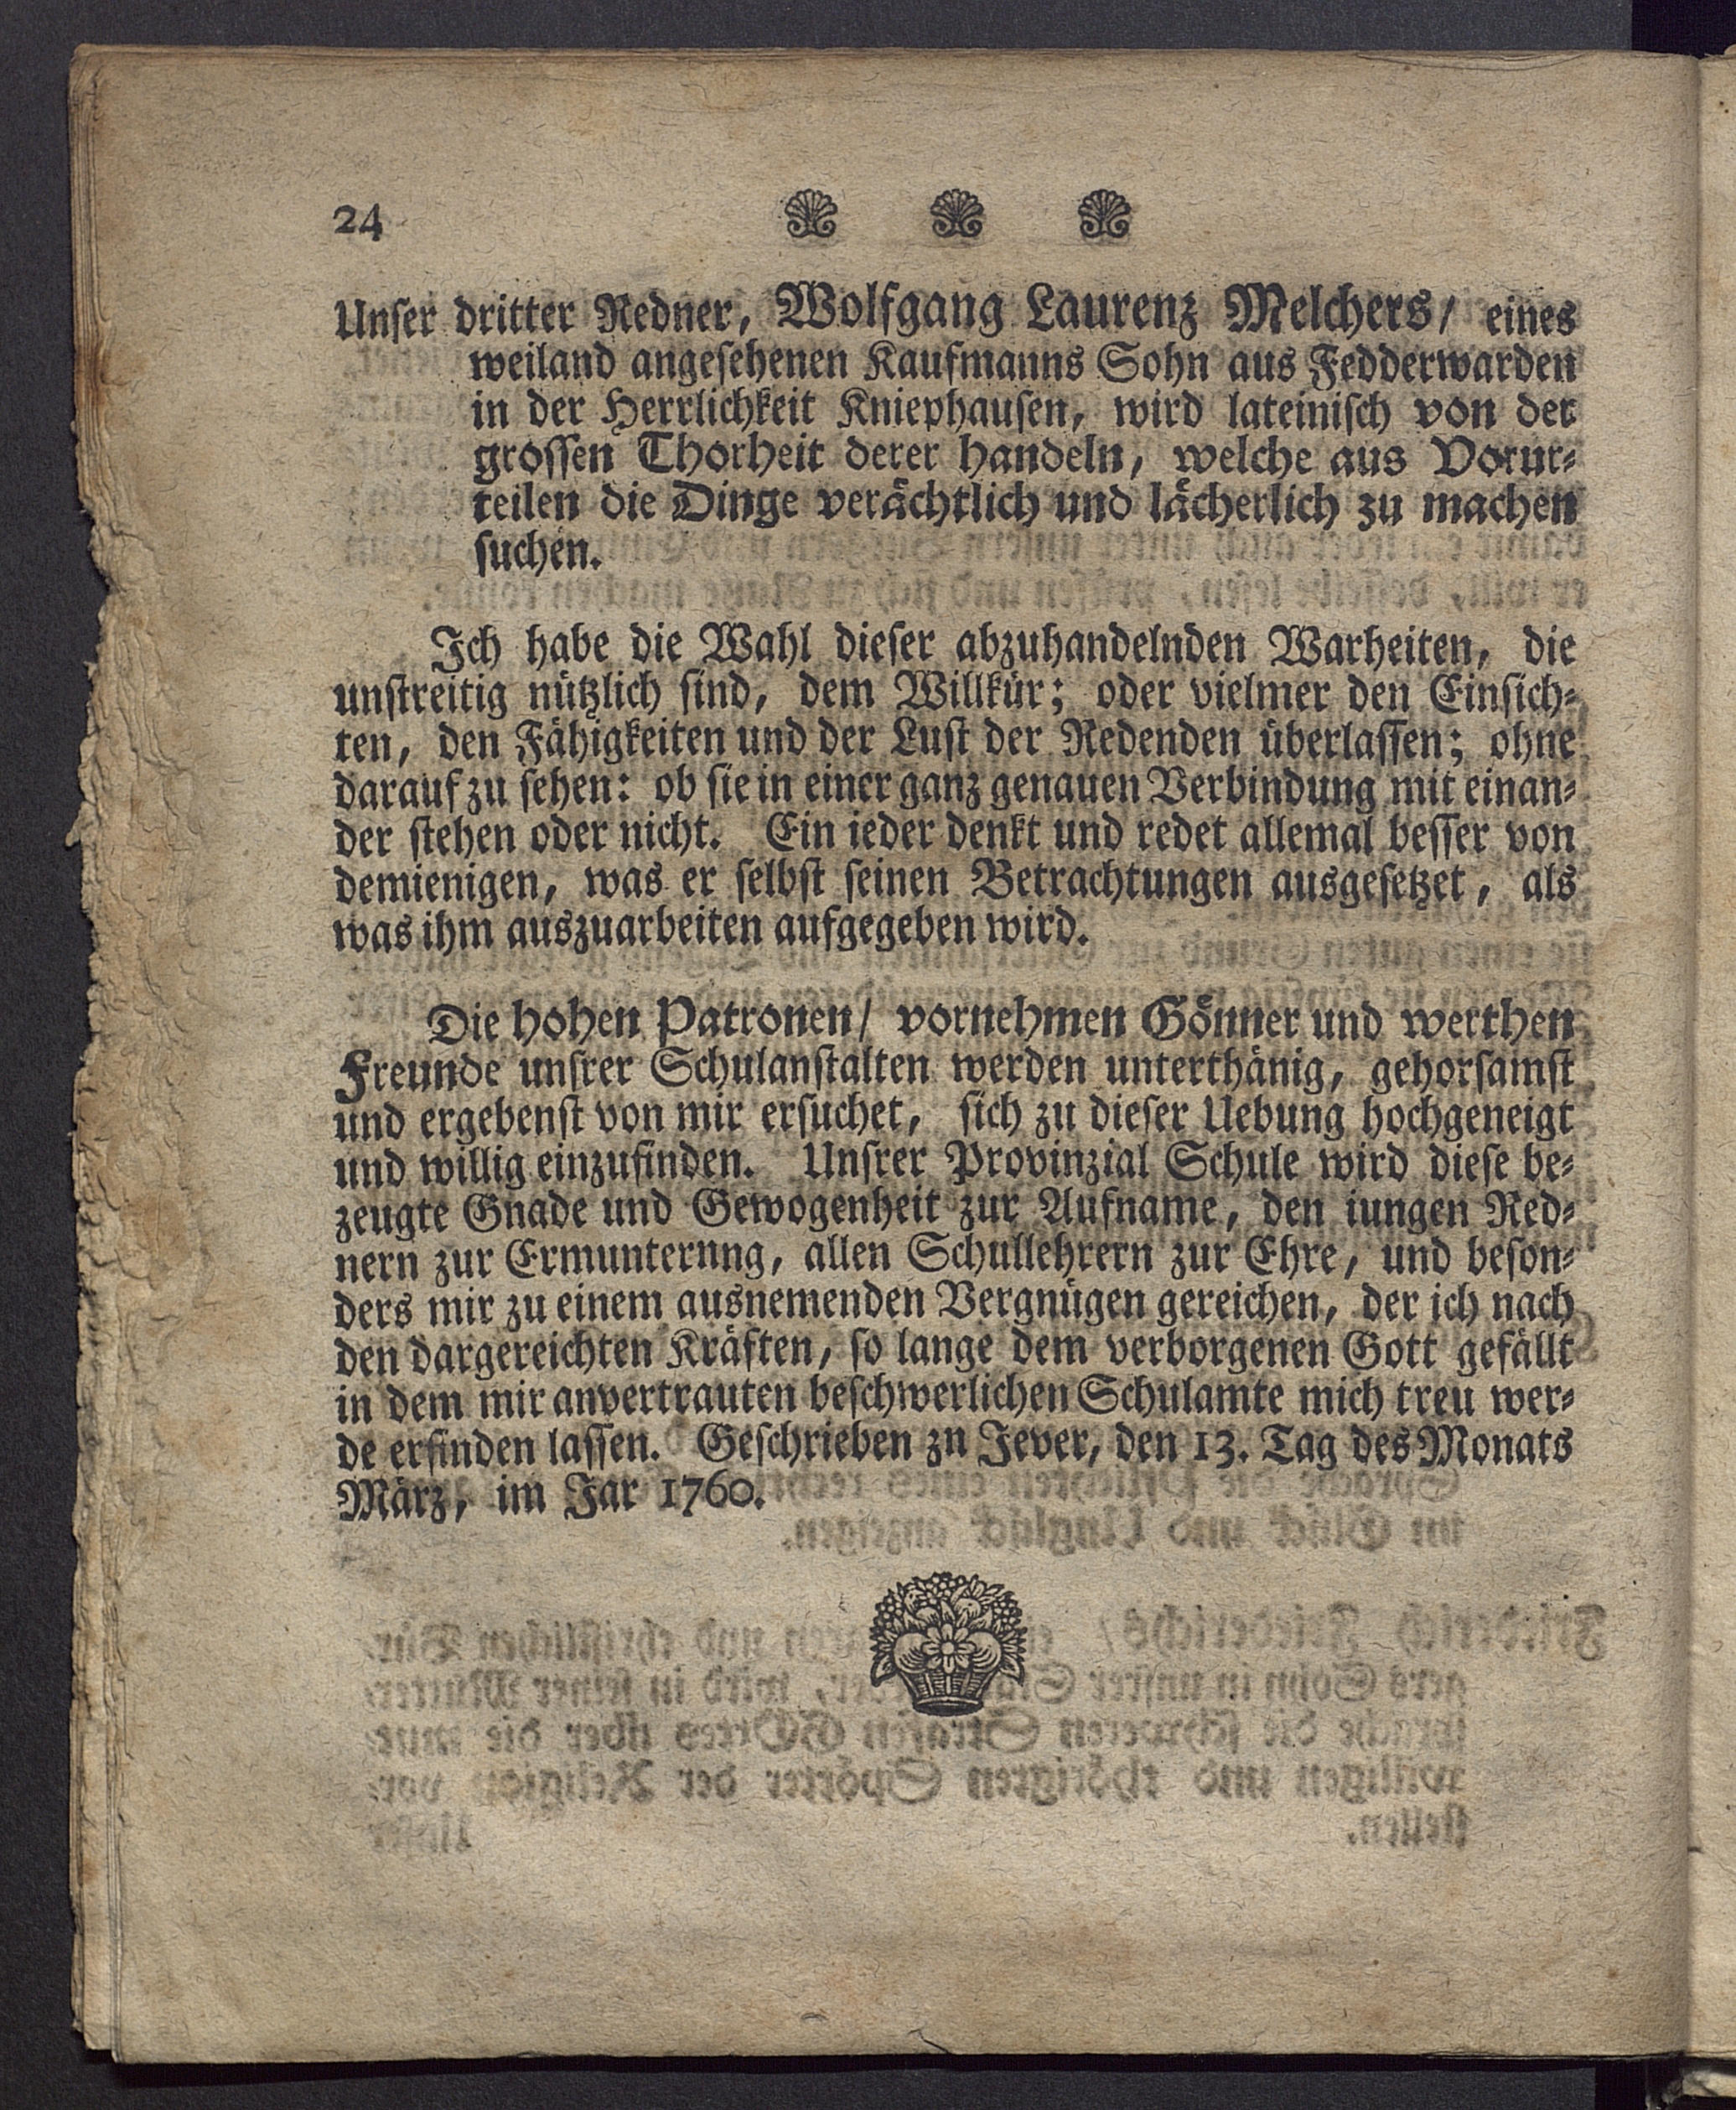 24
Unser dritter Redner, Wolfgang Laurenz Melchers/ eines
weiland angesehenen Kaufmanns Sohn aus Fedderwarden
in der Herrlichkeit Kniephausen, wird lateinisch von der
grossen Thorheit derer handeln, welche aus Vorur-
teilen die Dinge verächtlich und lächerlich zu machen
suchen.
Ich habe die Wahl dieser abzuhandelnden Warheiten, die
unstreitig nützlich sind, dem Willkür; oder vielmer den Einsich-
ten, den Fähigkeiten und der Lust der Redenden überlassen; ohne
darauf zu sehen: ob sie in einer ganz genauen Verbindung mit einan-
der stehen oder nicht. Ein ieder denkt und redet allemal besser von
demienigen, was er selbst seinen Betrachtungen ausgesetzet, als
was ihm auszuarbeiten aufgegeben wird.
Die hohen Patronen/ vornehmen Gönner und werthen
Freunde unsrer Schulanstalten werden unterthänig, gehorsamst
und ergebenst von mir ersuchet, sich zu dieser Uebung hochgeneigt
und willig einzufinden. Unsrer Provinzial Schule wird diese be-
zeugte Gnade und Gewogenheit zur Aufname, den iungen Red-
nern zur Ermunternng, allen Schullehrern zur Ehre, und beson-
ders mir zu einem ausnemenden Vergnügen gereichen, der ich nach
den dargereichten Kräften, so lange dem verborgenen Gott gefällt
in dem mir anvertrauten beschwerlichen Schulamte mich treu wer-
de erfinden lassen. Geschrieben zn Jever, den 13. Tag des Monats
März, im Jar 1760.